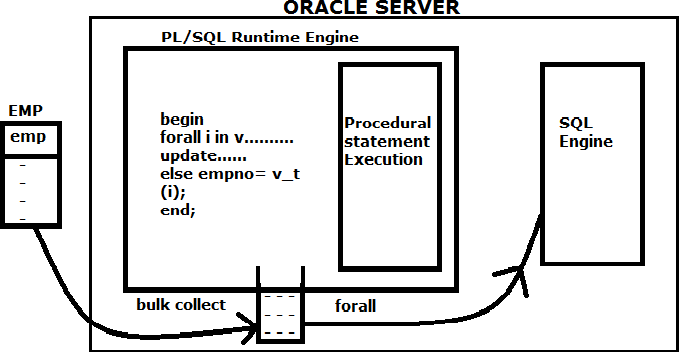 ORACLE SERVER
PL/SQL Runtime Engine
EMP
emp
-
-
-
-
begin
forall i in v..........
update......
else empno= v_t
(i);
end;
Procedural
statement
Execution
SQL
Engine
bulk collect
- - -
- - -
- - -
forall